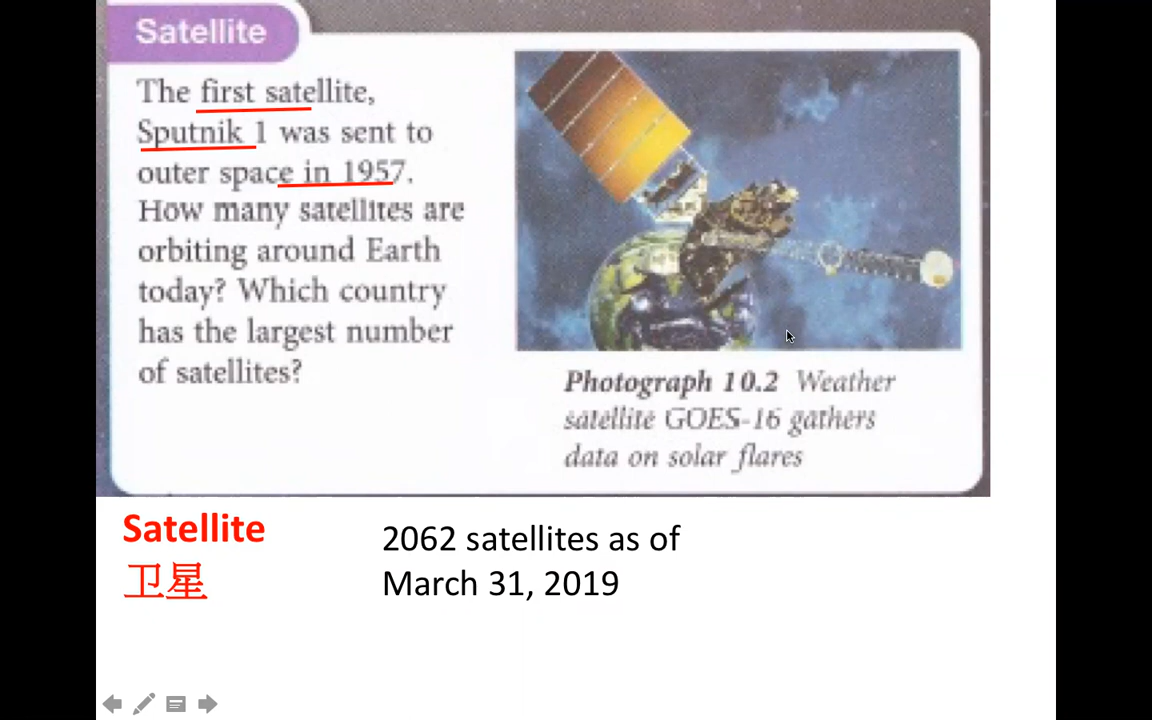 Satellite
The first satellite,
Sputnik 1 was sent to
outer space in 1957.
How many satellites are
orbiting around Earth
today? Which country
has the largest number
of satellites?
Photograph 10.2 Weather
satellite GOES-16 gathers
data on solar flares
Satellite
卫星
2062 satellites as of
March 31, 2019